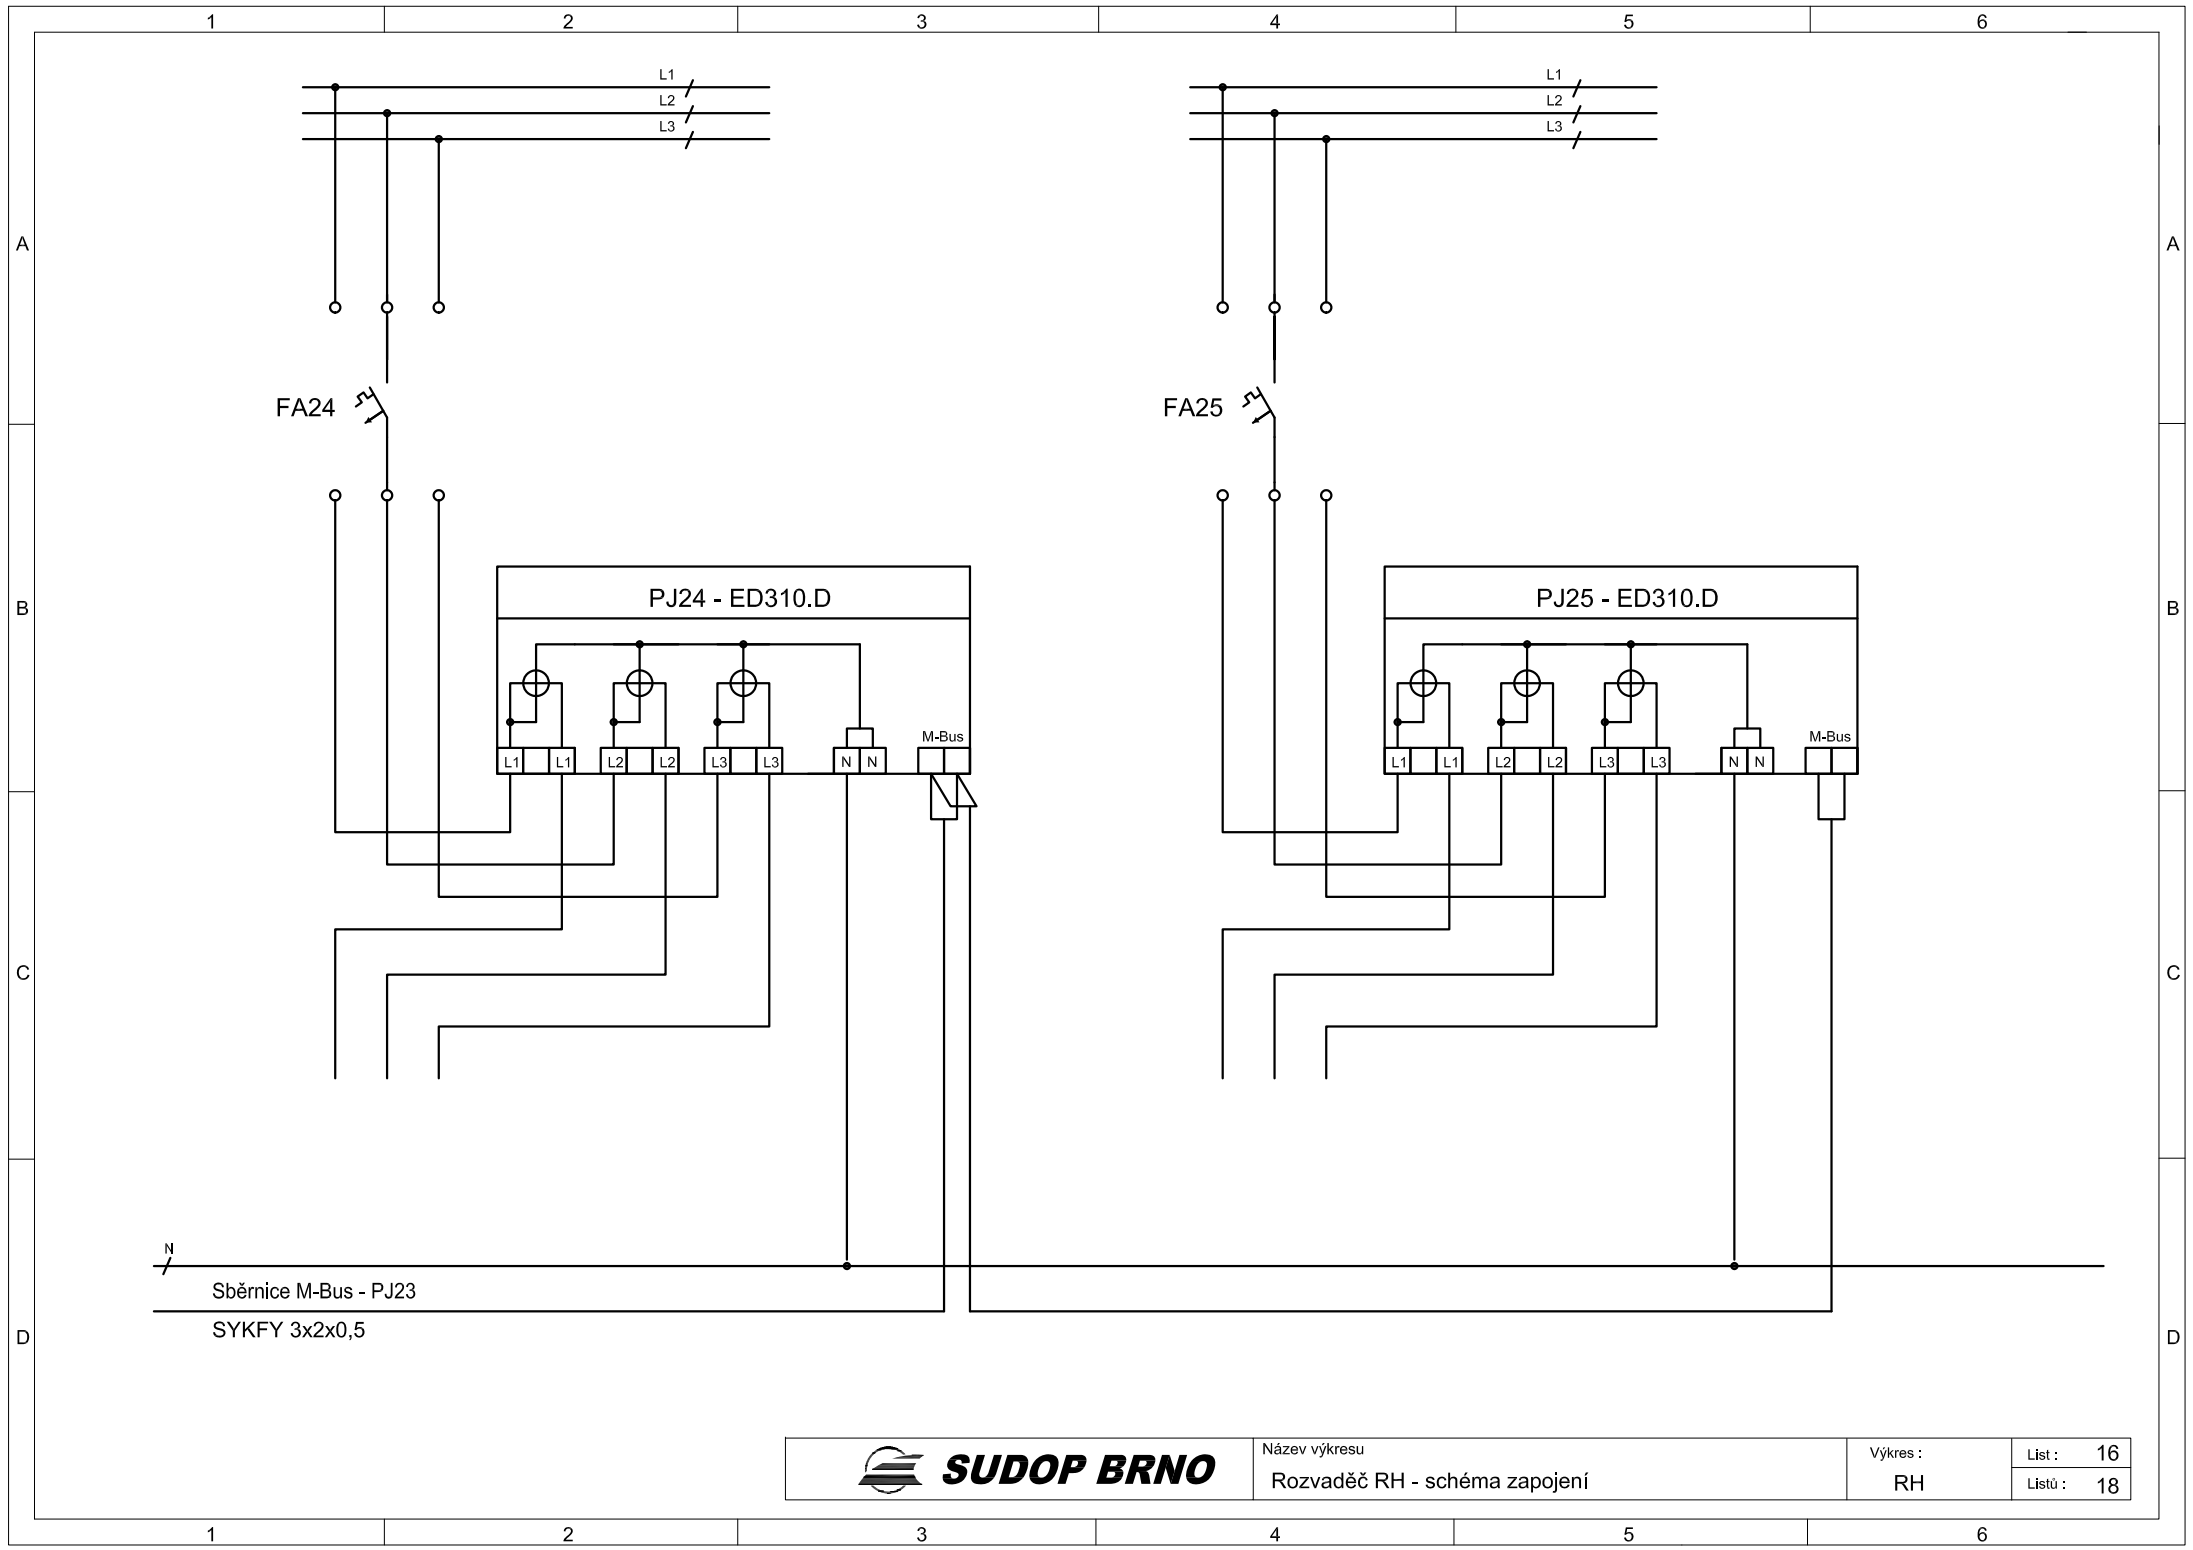 1 2 3 4 5 6
L1 L1
L2 L2
L3 L3
A A
FA24 FA25
PJ24 - ED310.D PJ25 - ED310.D
B B
M-Bus M-Bus
L1 L1 L2 L2 L3 L3 N N L1 L1 L2 L2 L3 L3 N N
C C
N
Sběrnice M-Bus - PJ23
SYKFY 3x2x0,5
D D
SUDOP BRNO
Název výkresu
Rozvaděč RH - schéma zapojení
Výkres :
RH
List : 16
Listů : 18
1 2 3 4 5 6